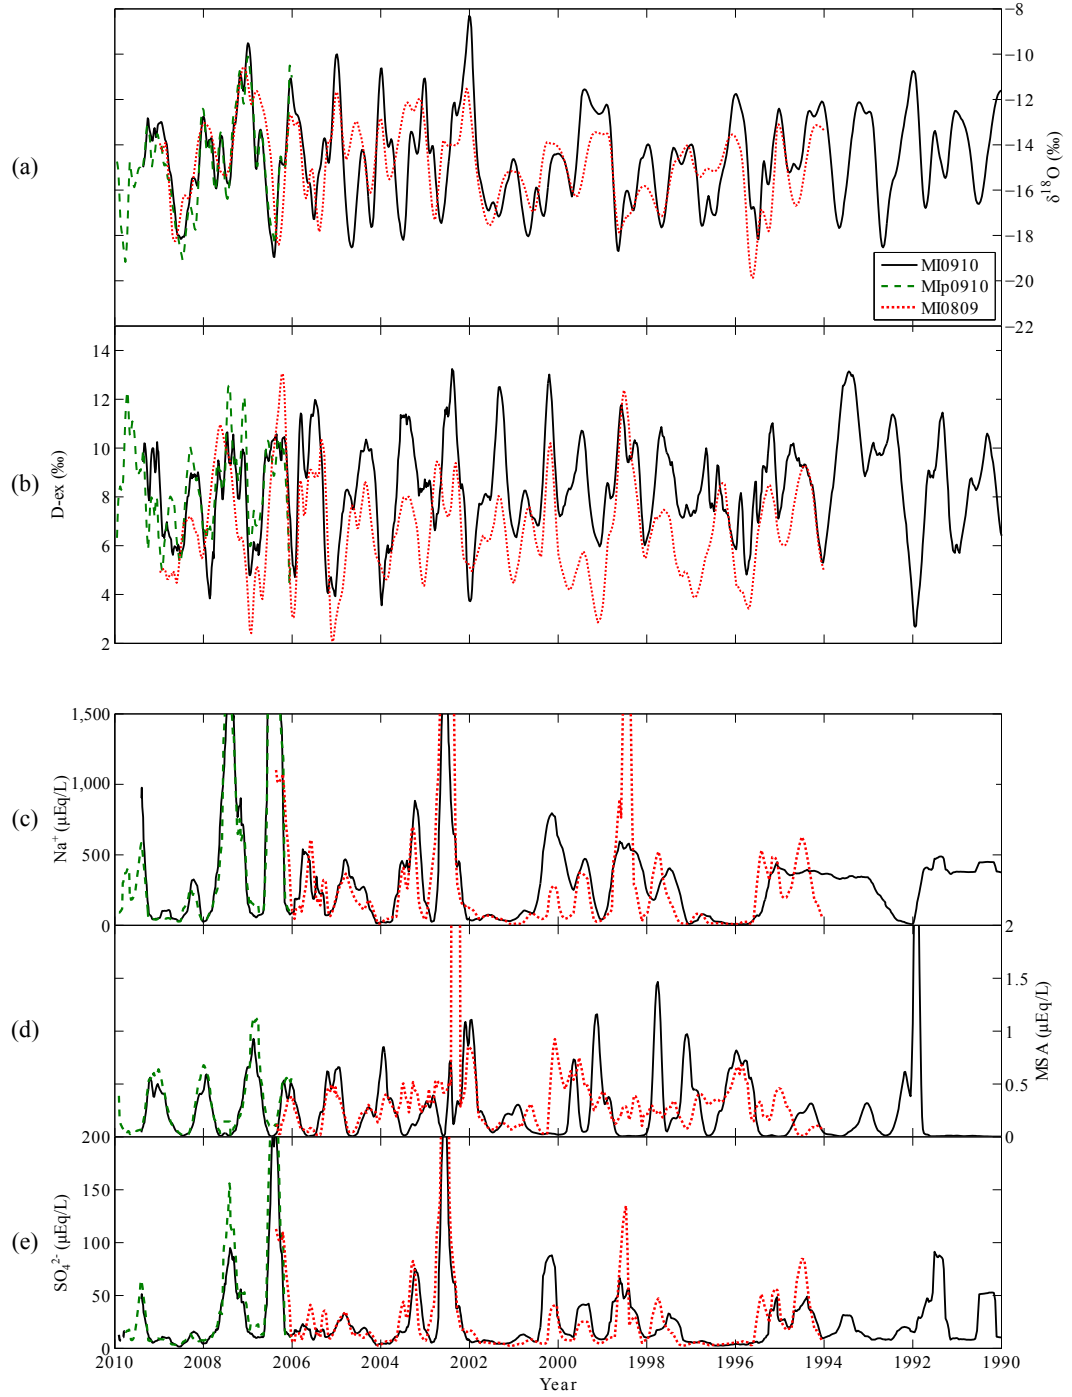 (a)
−8
−10
−12
−14
−16
−18
−20
−22
δ18O (‰)
MI0910
MIp0910
MI0809
(b)
D-ex (‰)
14
12
10
8
6
4
2
(c)
Na+ (µEq/L)
1,500
1,000
500
0
(d)
MSA (µEq/L)
2
1.5
1
0.5
0
(e)
SO42- (µEq/L)
200
150
100
50
0
2010 2008 2006 2004 2002 2000 1998 1996 1994 1992 1990
Year